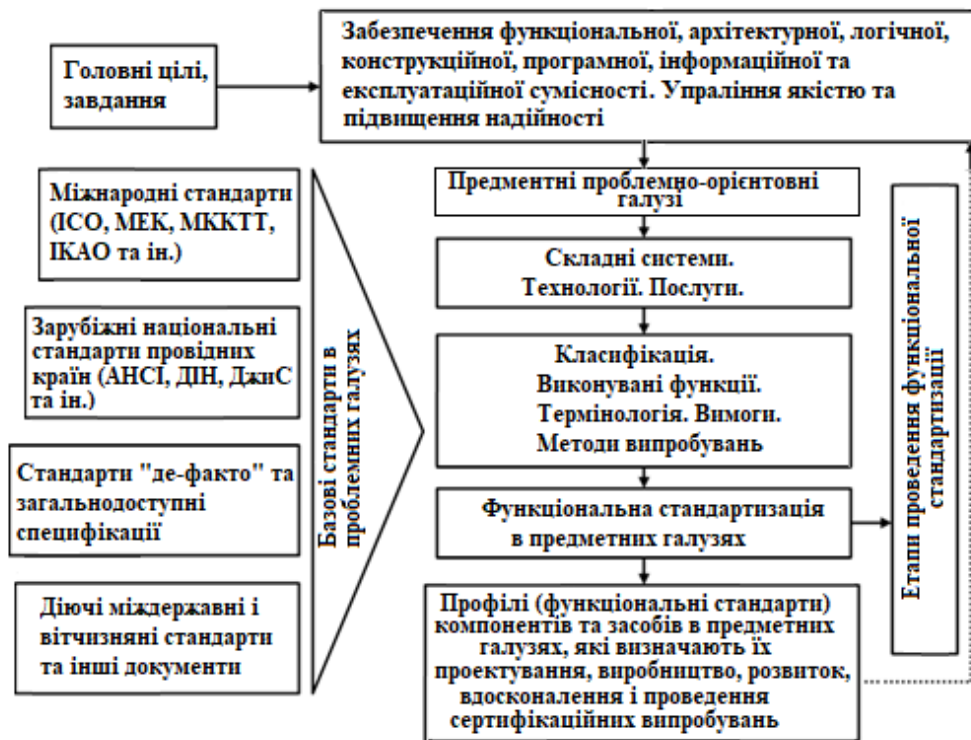 Головні цілі,
завдання
Забезпечення функціональної, архітектурної, логічної,
конструкційної, програмної, інформаційної та
експлуатаційної сумісності. Упраління якістю та
підвищення надійності
Міжнародні стандарти
(ІСО, МЕК, МККТТ,
ІКАО та ін.)
Зарубіжні національні
стандарти провідних
країн (АНСІ, ДІН, ДжиС
та ін.)
Стандарти "де-факто" та
загальнодоступні
специфікації
Діючі міждержавні і
вітчизняні стандарти
та інші документи
Базові стандарти в
проблемних галузях
Предментні проблемно-орієнтовні
галузі
Складні системи.
Технології. Послуги.
Класифікація.
Виконувані функції.
Термінологія. Вимоги.
Методи випробувань
Функціональна стандартизація
в предметних галузях
Профілі (функціональні стандарти)
компонентів та засобів в предметних
галузях, які визначають їх
проектування, виробництво, розвиток,
вдосконалення і проведення
сертифікаційних випробувань
Етапи проведення функціональної
стандартизації